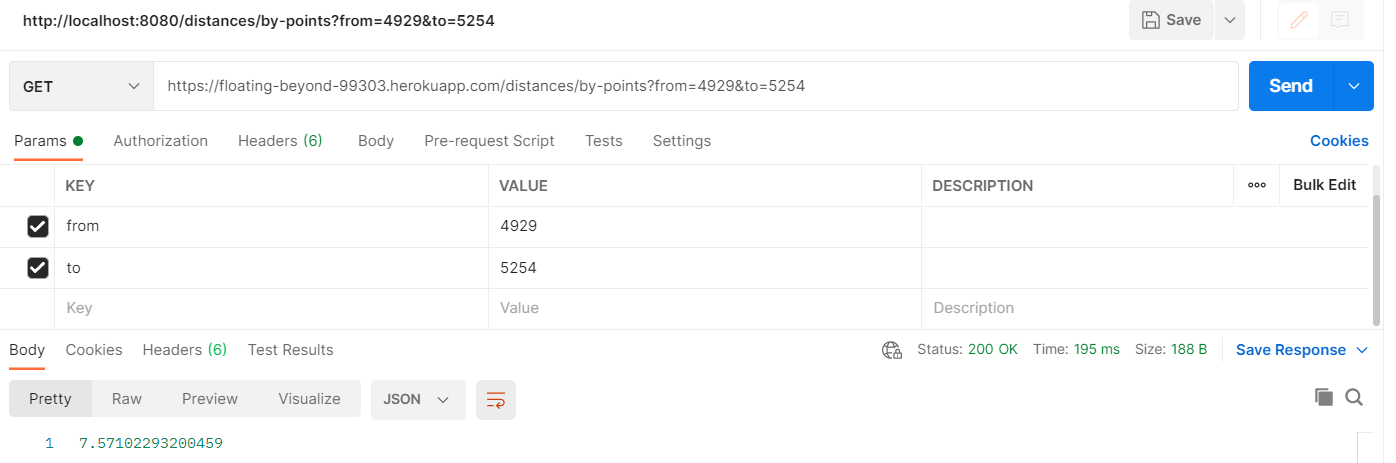 http://localhost:8080/distances/by-points?from=4929&to=5254 Save
GET https://floating-beyond-99303.herokuapp.com/distances/by-points?from=4929&to=5254 Send
Params Authorization Headers (6) Body Pre-request Script Tests Settings Cookies
KEY VALUE DESCRIPTION Bulk Edit
from 4929
to 5254
Key Value Description
Body Cookies Headers (6) Test Results Status: 200 OK Time: 195 ms Size: 188 B Save Response
Pretty Raw Preview Visualize JSON
1 7.57102293200459